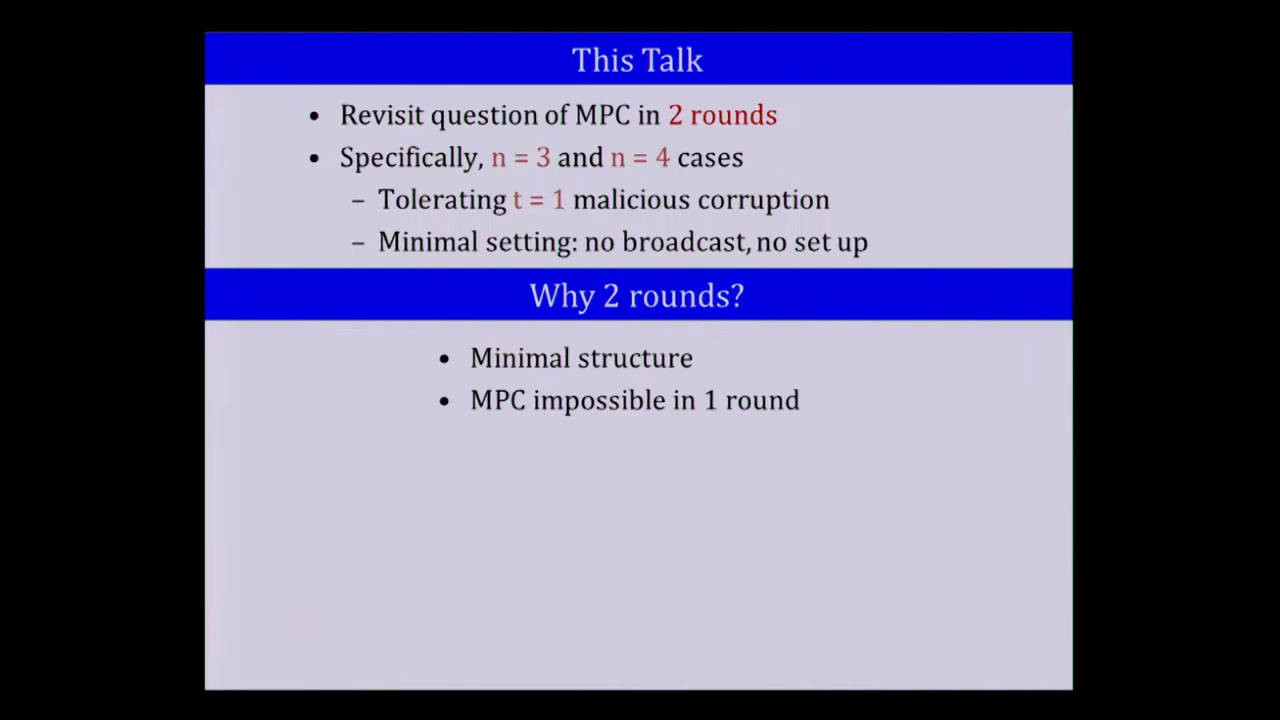 This Talk
• Revisit question of MPC in 2 rounds
• Specifically, n = 3 and n = 4 cases
– Tolerating t = 1 malicious corruption
– Minimal setting: no broadcast, no set up
Why 2 rounds?
• Minimal structure
• MPC impossible in 1 round